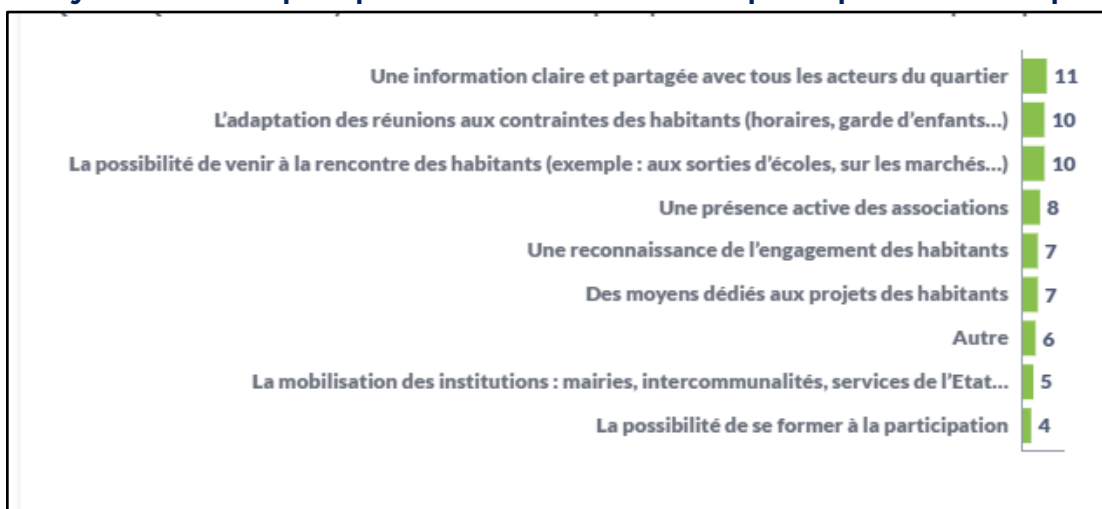 Une information claire et partagée avec tous les acteurs du quartier 11
L'adaptation des réunions aux contraintes des habitants (horaires, garde d'enfants...) 10
La possibilité de venir à la rencontre des habitants (exemple : aux sorties d'écoles, sur les marchés...) 10
Une présence active des associations 8
Une reconnaissance de l'engagement des habitants 7
Des moyens dédiés aux projets des habitants 7
Autre 6
La mobilisation des institutions : mairies, intercommunalités, services de l'Etat... 5
La possibilité de se former à la participation 4